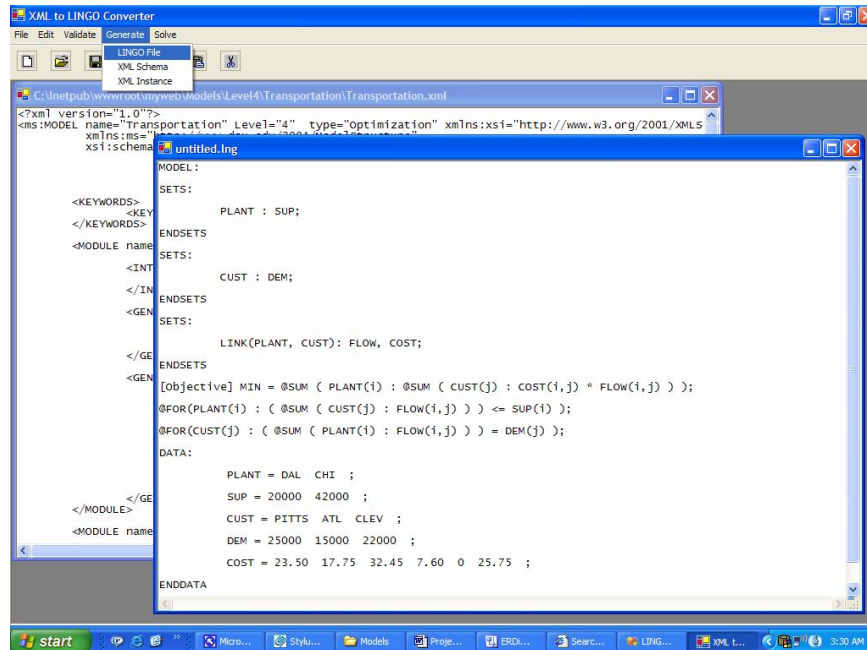 XML to LINGO Converter
File Edit Validate Generate Solve
LINGO File
XML Schema
XML Instance
C:\Inetpub\wwwroot\myweb\Models\Level4\Transportation\Transportation.xml
<?xml version="1.0"?>
<ms:MODEL name="Transportation" Level="4" type="Optimization" xmlns:xsi="http://www.w3.org/2001/XMLS
xmlns:ms="
xsi:schema
<KEYWORDS>
<KEY
</KEYWORDS>
<MODULE name
<INT
</IN
<GEN
</GE
<GEN
</GE
</MODULE>
<MODULE name
untitled.lng
MODEL:
SETS:
PLANT : SUP;
ENDSETS
SETS:
CUST : DEM;
ENDSETS
SETS:
LINK(PLANT, CUST): FLOW, COST;
ENDSETS
[objective] MIN = @SUM ( PLANT(i) : @SUM ( CUST(j) : COST(i,j) * FLOW(i,j) ) );
@FOR(PLANT(i) : ( @SUM ( CUST(j) : FLOW(i,j) ) ) <= SUP(i) );
@FOR(CUST(j) : ( @SUM ( PLANT(i) : FLOW(i,j) ) ) = DEM(j) );
DATA:
PLANT = DAL CHI ;
SUP = 20000 42000 ;
CUST = PITTS ATL CLEV ;
DEM = 25000 15000 22000 ;
COST = 23.50 17.75 32.45 7.60 0 25.75 ;
ENDDATA
start
Micro...
Stylu...
Models
Proje...
ERDi...
Searc...
LING...
XML t...
3:30 AM